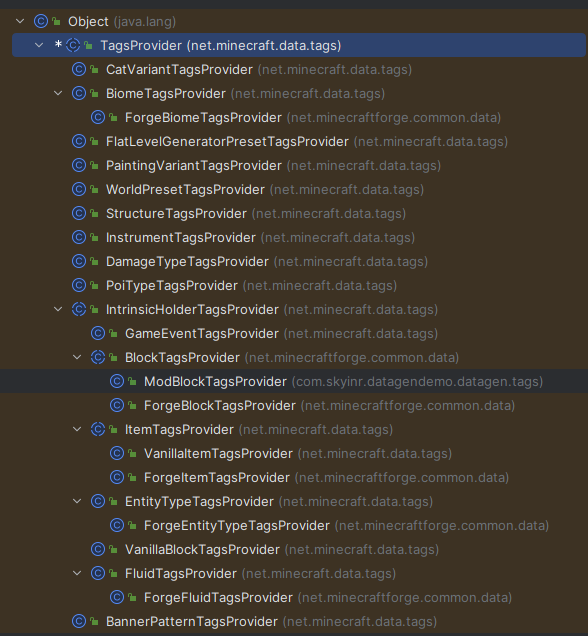 Object (java.lang)
* TagsProvider (net.minecraft.data.tags)
CatVariantTagsProvider (net.minecraft.data.tags)
BiomeTagsProvider (net.minecraft.data.tags)
ForgeBiomeTagsProvider (net.minecraftforge.common.data)
FlatLevelGeneratorPresetTagsProvider (net.minecraft.data.tags)
PaintingVariantTagsProvider (net.minecraft.data.tags)
WorldPresetTagsProvider (net.minecraft.data.tags)
StructureTagsProvider (net.minecraft.data.tags)
InstrumentTagsProvider (net.minecraft.data.tags)
DamageTypeTagsProvider (net.minecraft.data.tags)
PoiTypeTagsProvider (net.minecraft.data.tags)
IntrinsicHolderTagsProvider (net.minecraft.data.tags)
GameEventTagsProvider (net.minecraft.data.tags)
BlockTagsProvider (net.minecraftforge.common.data)
ModBlockTagsProvider (com.skyinr.datagendemo.datagen.tags)
ForgeBlockTagsProvider (net.minecraftforge.common.data)
ItemTagsProvider (net.minecraft.data.tags)
VanillaItemTagsProvider (net.minecraft.data.tags)
ForgeItemTagsProvider (net.minecraftforge.common.data)
EntityTypeTagsProvider (net.minecraft.data.tags)
ForgeEntityTypeTagsProvider (net.minecraftforge.common.data)
VanillaBlockTagsProvider (net.minecraft.data.tags)
FluidTagsProvider (net.minecraft.data.tags)
ForgeFluidTagsProvider (net.minecraftforge.common.data)
BannerPatternTagsProvider (net.minecraft.data.tags)